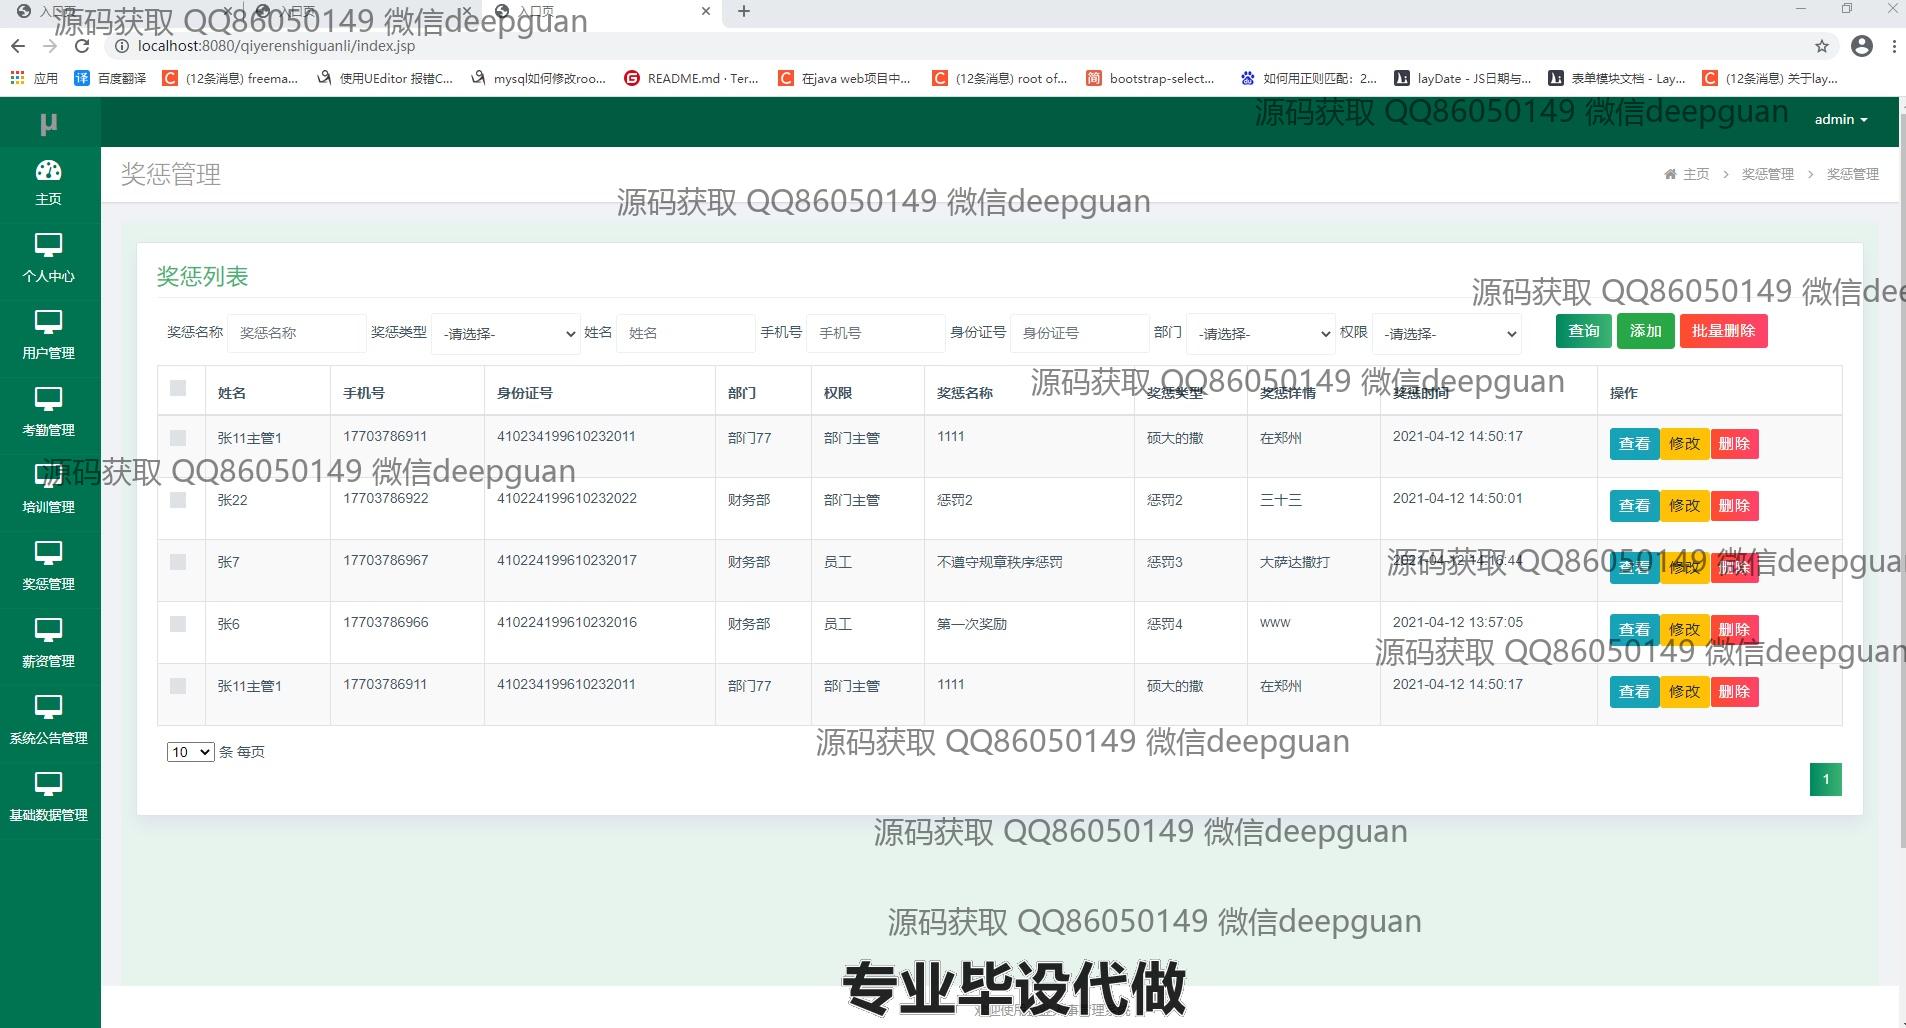 入口页 入口页 入口页
源码获取 QQ86050149 微信deepguan
localhost:8080/qiyerenshiguanli/index.jsp
应用 百度翻译 (12条消息) freema... 使用UEditor 报错C... mysql如何修改roo... README.md · Ter... 在java web项目中... (12条消息) root of... bootstrap-select... 如何用正则匹配：2... layDate - JS日期与... 表单模块文档 - Lay... (12条消息) 关于lay...
μ
源码获取 QQ86050149 微信deepguan
admin
主页
奖惩管理
主页 > 奖惩管理 > 奖惩管理
源码获取 QQ86050149 微信deepguan
个人中心
奖惩列表
源码获取 QQ86050149 微信dee
用户管理
奖惩名称 奖惩名称 奖惩类型 -请选择- 姓名 姓名 手机号 手机号 身份证号 身份证号 部门 -请选择- 权限 -请选择- 查询 添加 批量删除
源码获取 QQ86050149 微信deepguan
姓名 手机号 身份证号 部门 权限 奖惩名称 奖惩类型 奖惩详情 奖惩时间 操作
考勤管理
张11主管1 17703786911 410234199610232011 部门77 部门主管 1111 硕大的撒 在郑州 2021-04-12 14:50:17 查看 修改 删除
源码获取 QQ86050149 微信deepguan
培训管理
张22 17703786922 410224199610232022 财务部 部门主管 惩罚2 惩罚2 三十三 2021-04-12 14:50:01 查看 修改 删除
张7 17703786967 410224199610232017 财务部 员工 不遵守规章秩序惩罚 惩罚3 大萨达撒打 2021-04-12 14:16:44 查看 修改 删除
源码获取 QQ86050149 微信deepguan
奖惩管理
张6 17703786966 410224199610232016 财务部 员工 第一次奖励 惩罚4 www 2021-04-12 13:57:05 查看 修改 删除
源码获取 QQ86050149 微信deepguan
薪资管理
张11主管1 17703786911 410234199610232011 部门77 部门主管 1111 硕大的撒 在郑州 2021-04-12 14:50:17 查看 修改 删除
系统公告管理
10 条 每页
源码获取 QQ86050149 微信deepguan
1
基础数据管理
源码获取 QQ86050149 微信deepguan
源码获取 QQ86050149 微信deepguan
专业毕设代做